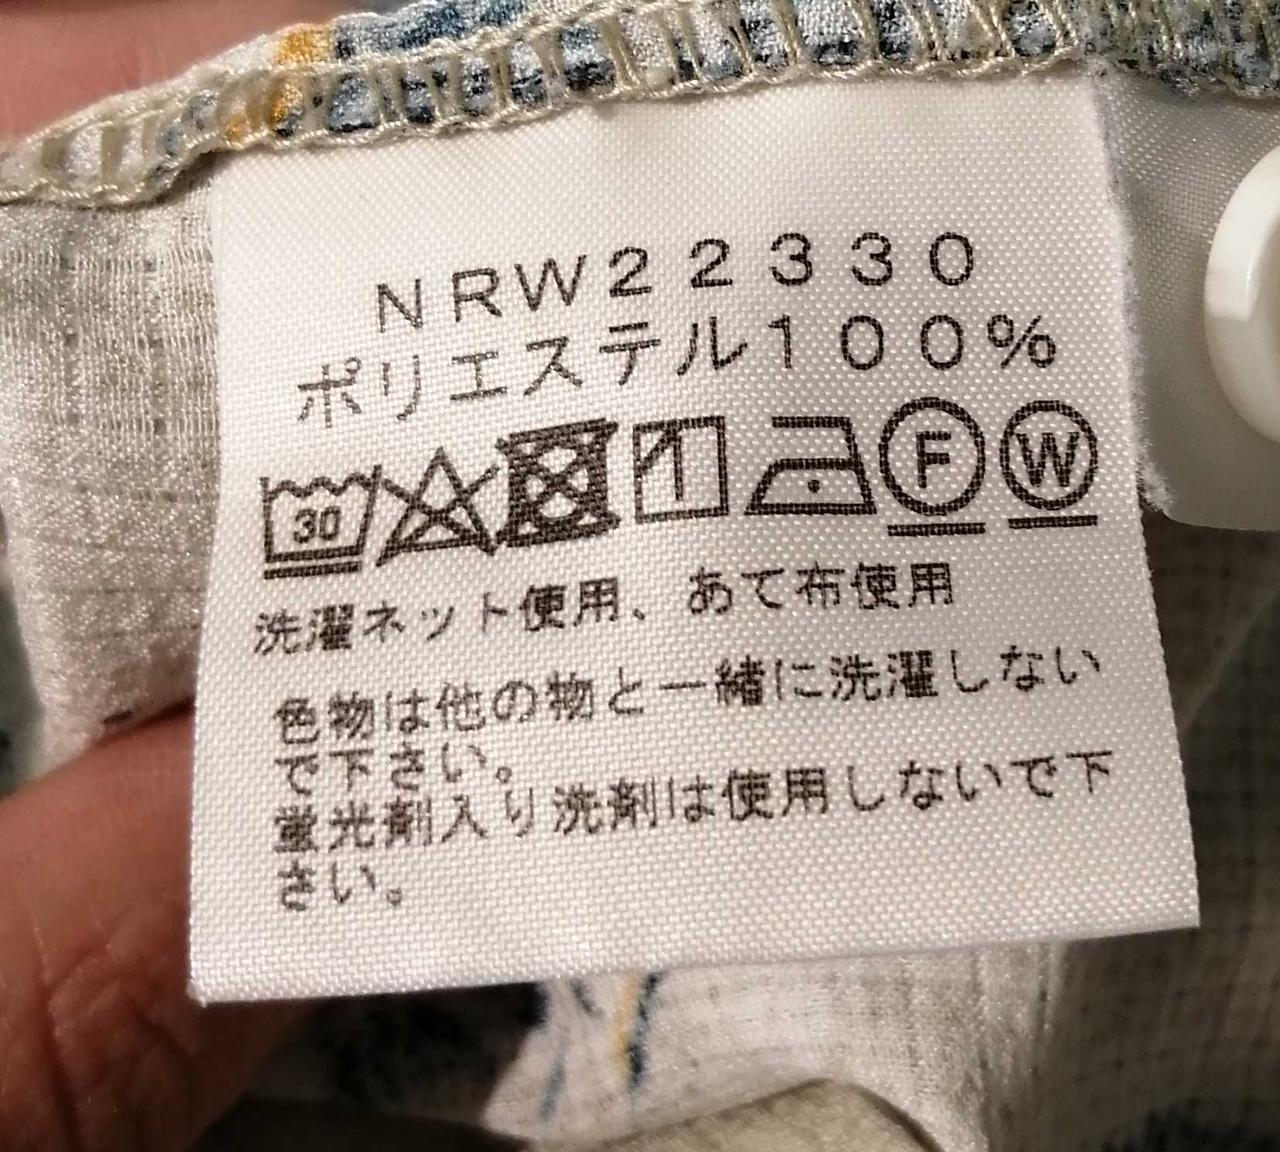 NRW22330
ポリエステル100%
30 F W
洗濯ネット使用、あて布使用
色物は他の物と一緒に洗濯しない
で下さい。
蛍光剤入り洗剤は使用しないで下
さい。